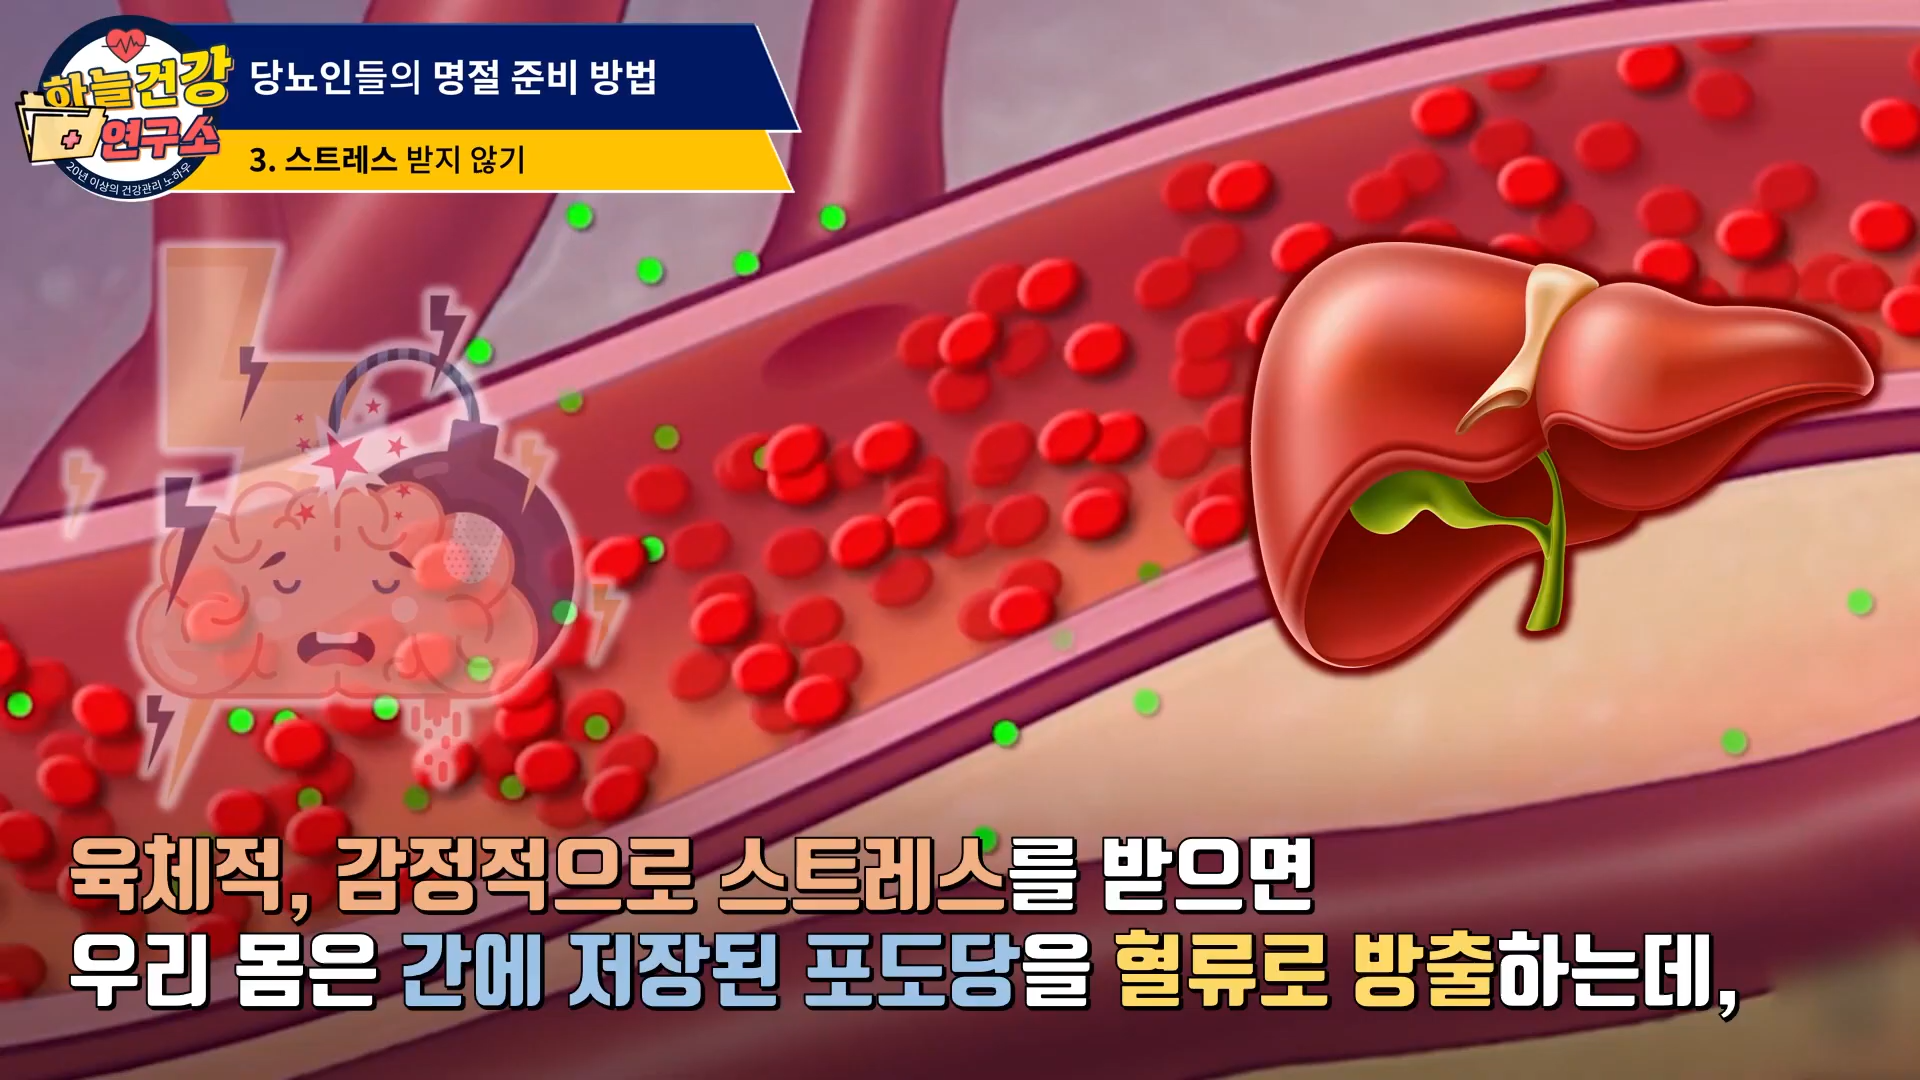 하늘건강
연구소
20년 이상의 건강관리 노하우
당뇨인들의 명절 준비 방법
3. 스트레스 받지 않기
육체적, 감정적으로 스트레스를 받으면
우리 몸은 간에 저장된 포도당을 혈류로 방출하는데,